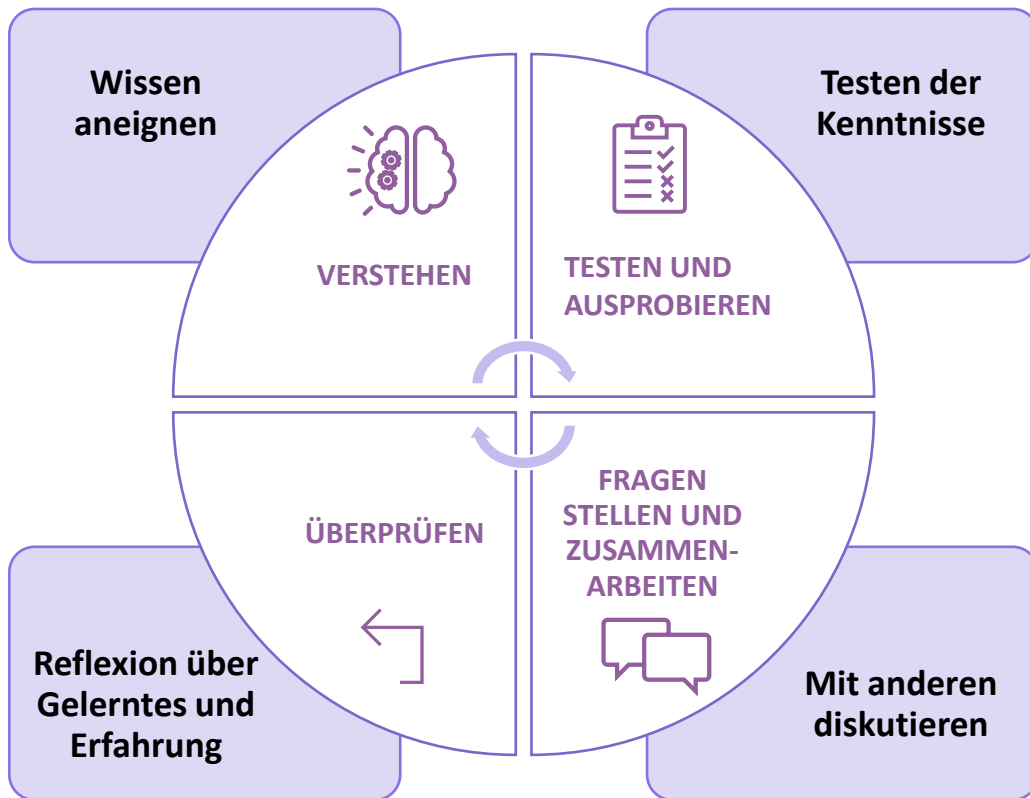 Wissen
aneignen
Testen der
Kenntnisse
VERSTEHEN
TESTEN UND
AUSPROBIEREN
ÜBERPRÜFEN
FRAGEN
STELLEN UND
ZUSAMMEN-
ARBEITEN
Reflexion über
Gelerntes und
Erfahrung
Mit anderen
diskutieren